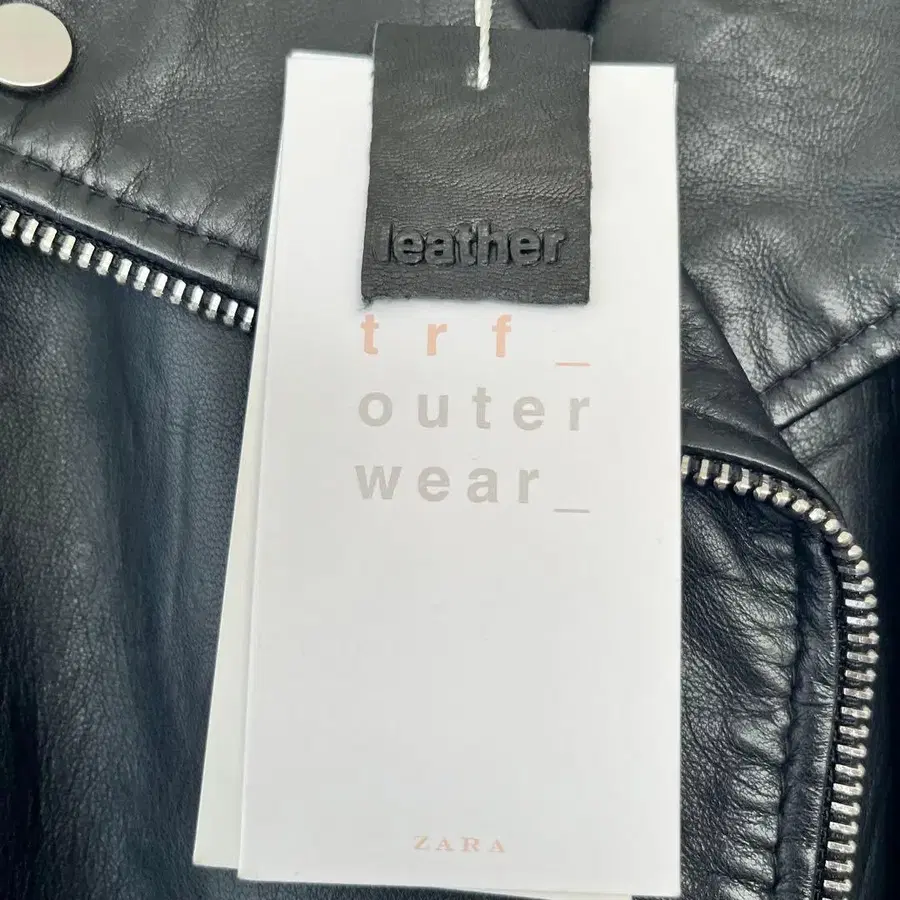 leather
trf_
outer
wear_
ZARA